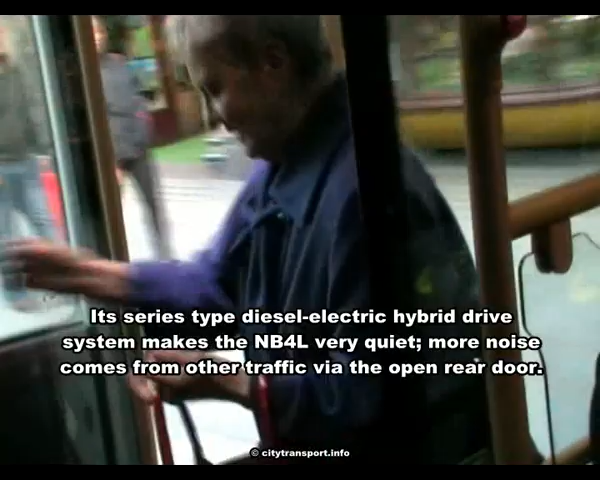 Its series type diesel-electric hybrid drive
system makes the NB4L very quiet; more noise
comes from other traffic via the open rear door.
© citytransport.info